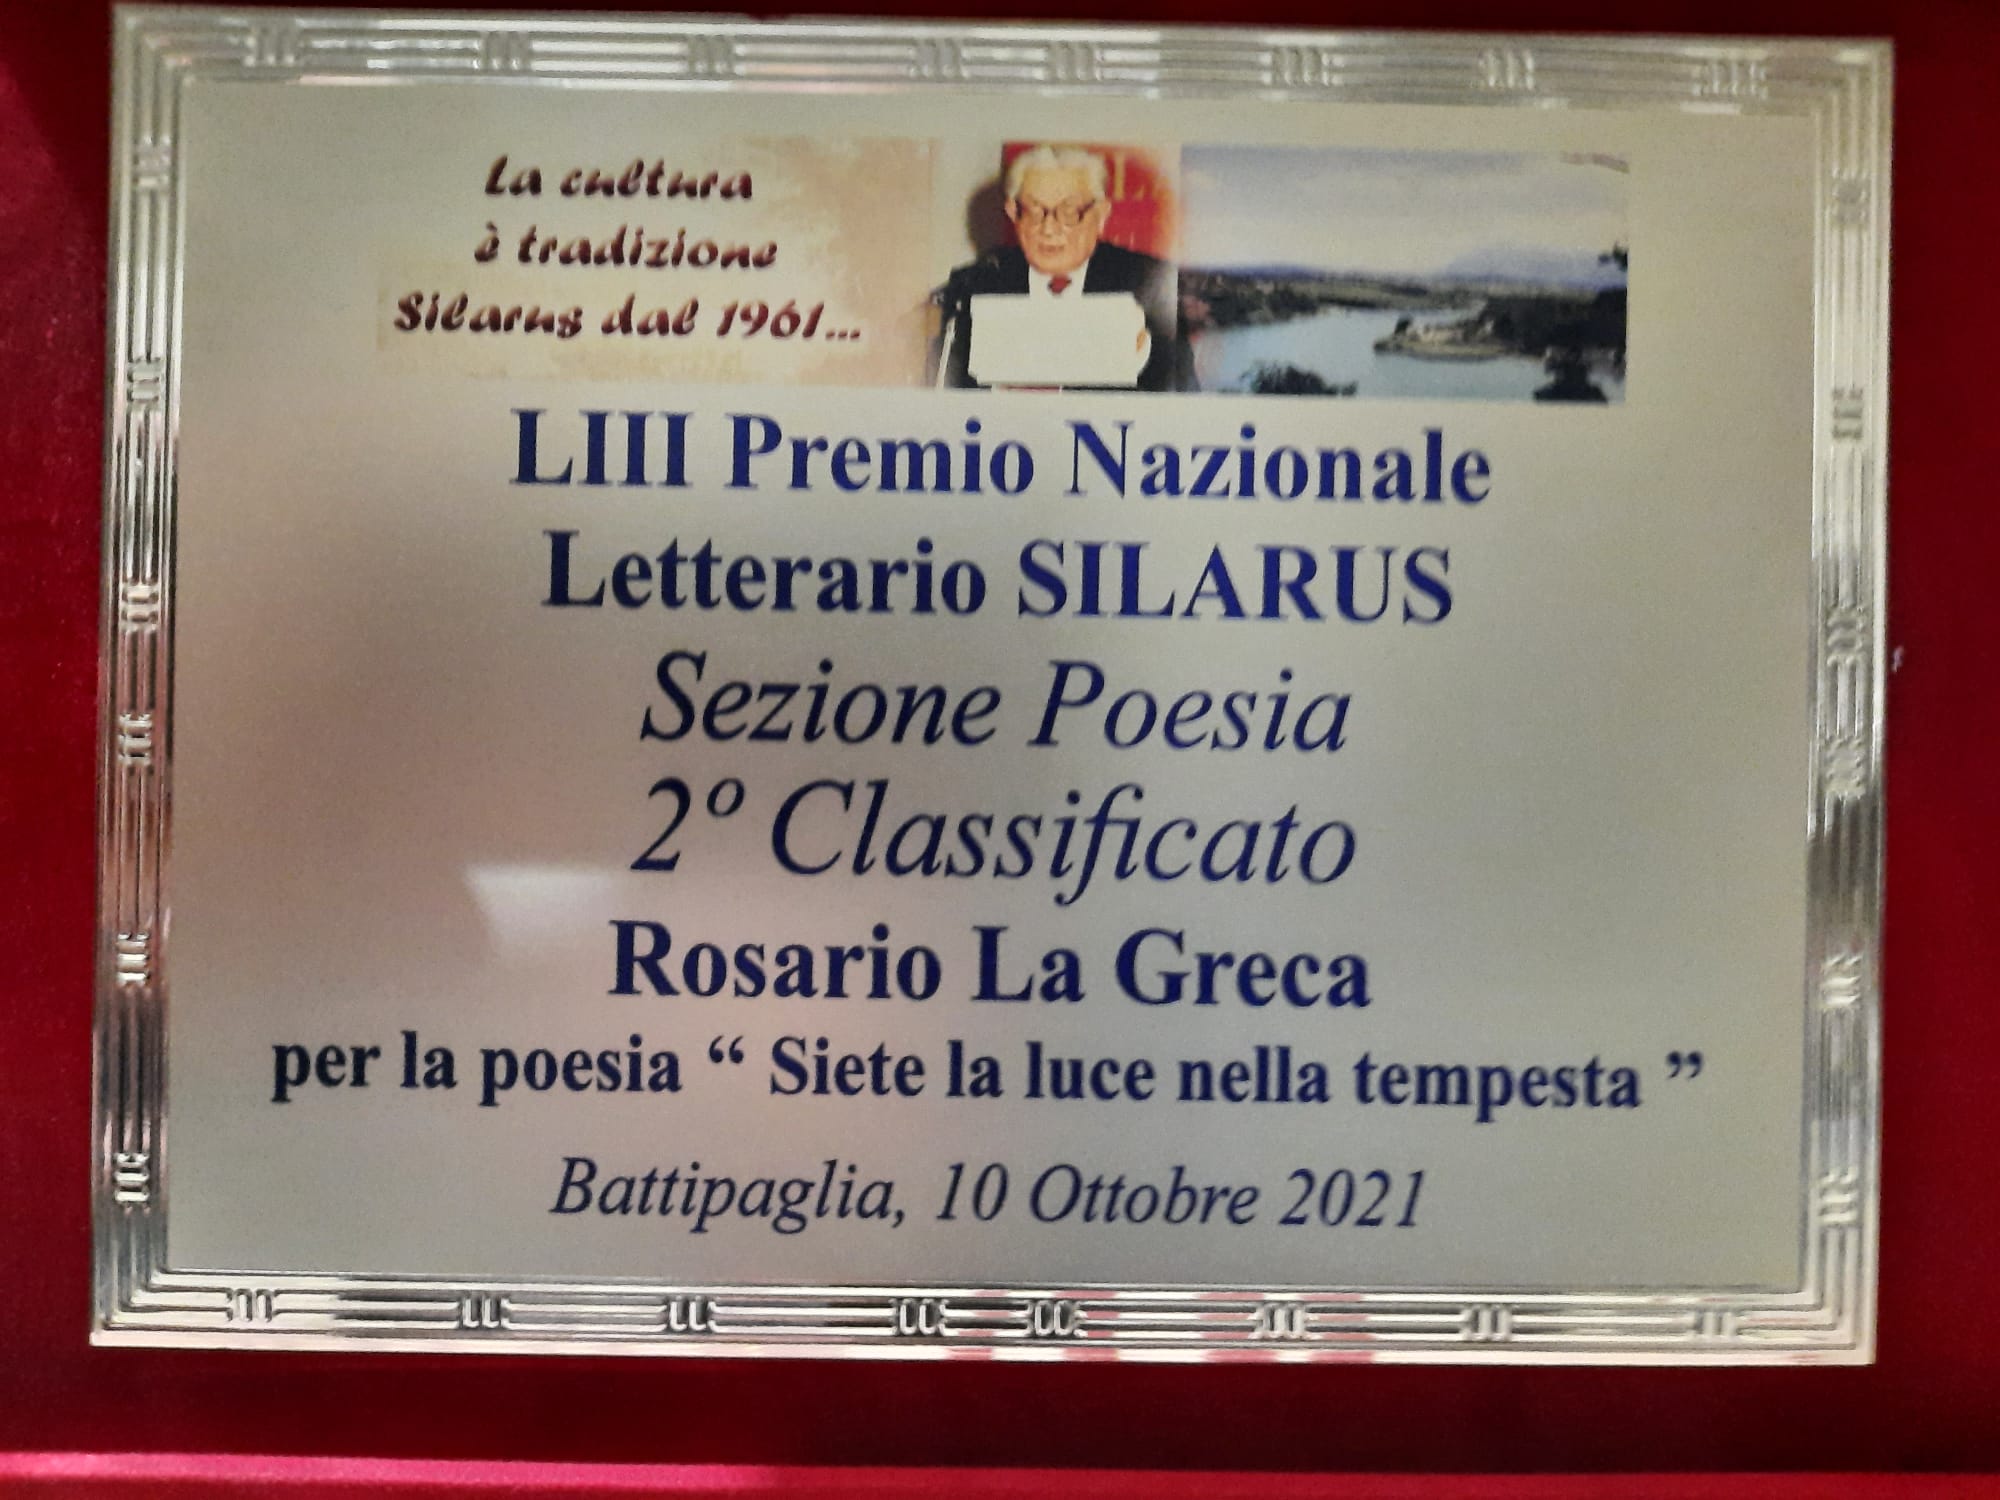 La cultura
è tradizione
Silarus dal 1961...
LIII Premio Nazionale
Letterario SILARUS
Sezione Poesia
2º Classificato
Rosario La Greca
per la poesia “ Siete la luce nella tempesta ”
Battipaglia, 10 Ottobre 2021